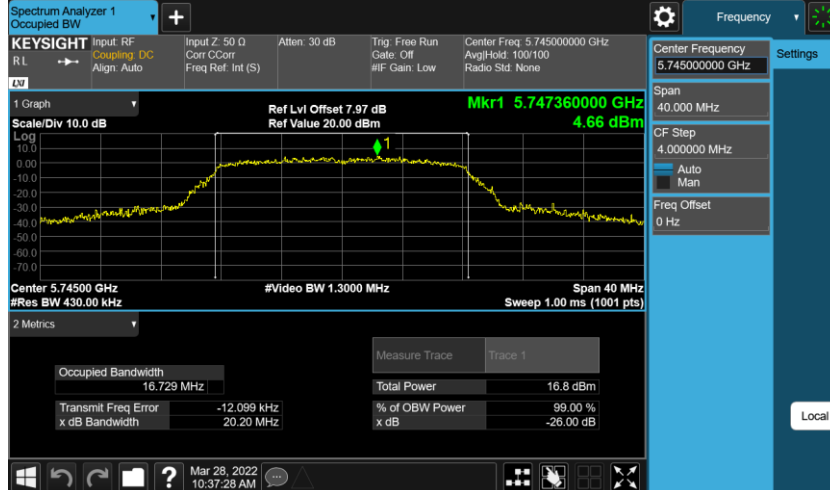 Spectrum Analyzer 1
Occupied BW
+
Frequency
KEYSIGHT
RL
LXI
Input: RF
Coupling: DC
Align: Auto
Input Z: 50 Ω
Corr CCorr
Freq Ref: Int (S)
Atten: 30 dB
Trig: Free Run
Gate: Off
#IF Gain: Low
Center Freq: 5.745000000 GHz
Avg|Hold: 100/100
Radio Std: None
Center Frequency
5.745000000 GHz
Settings
Span
40.000 MHz
CF Step
4.000000 MHz
Auto
Man
Freq Offset
0 Hz
1 Graph
Scale/Div 10.0 dB
Ref Lvl Offset 7.97 dB
Ref Value 20.00 dBm
Mkr1 5.747360000 GHz
4.66 dBm
Log
10.0
0.00
-10.0
-20.0
-30.0
-40.0
-50.0
-60.0
-70.0
1
Center 5.74500 GHz
#Res BW 430.00 kHz
#Video BW 1.3000 MHz
Span 40 MHz
Sweep 1.00 ms (1001 pts)
2 Metrics
Measure Trace Trace 1
Occupied Bandwidth
16.729 MHz
Total Power 16.8 dBm
Transmit Freq Error -12.099 kHz
x dB Bandwidth 20.20 MHz
% of OBW Power 99.00 %
x dB -26.00 dB
Local
?
Mar 28, 2022
10:37:28 AM